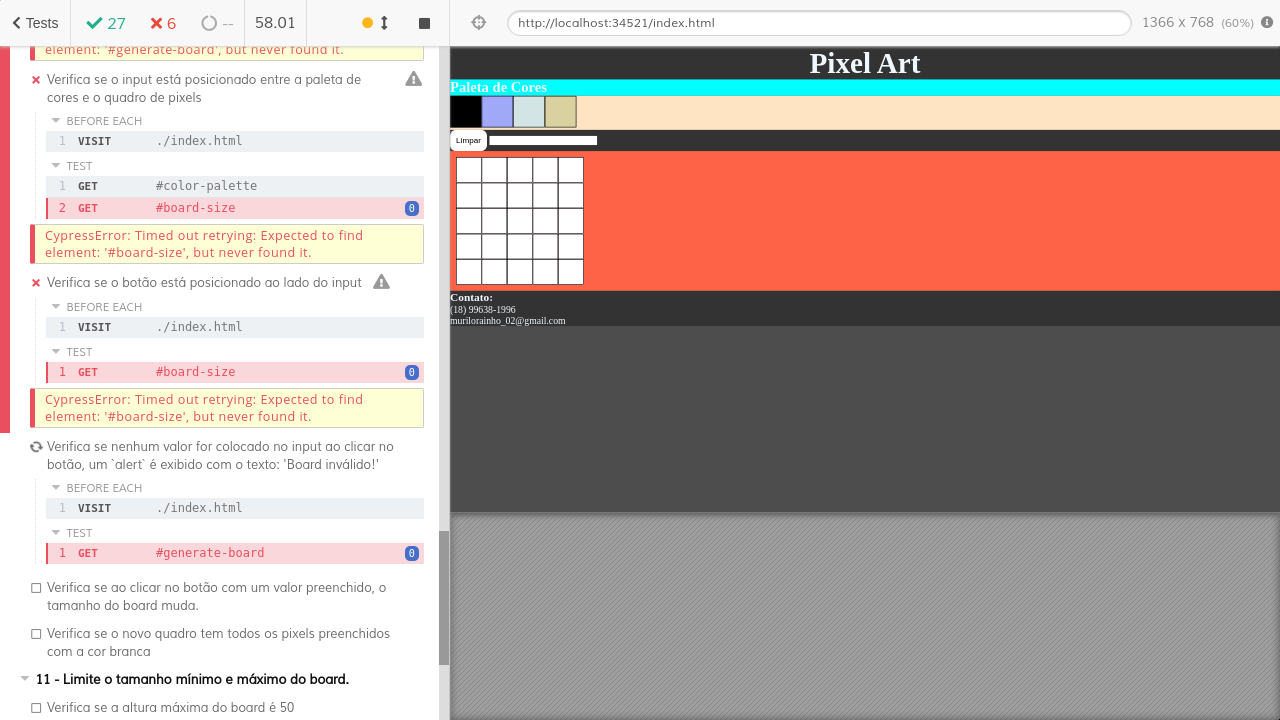 Tests
27
6
--
58.01
http://localhost:34521/index.html
1366 x 768 (60%)
element: '#generate-board', but never found it.
Verifica se o input está posicionado entre a paleta de
cores e o quadro de pixels
BEFORE EACH
1 VISIT ./index.html
TEST
1 GET #color-palette
2 GET #board-size 0
CypressError: Timed out retrying: Expected to find
element: '#board-size', but never found it.
Verifica se o botão está posicionado ao lado do input
BEFORE EACH
1 VISIT ./index.html
TEST
1 GET #board-size 0
CypressError: Timed out retrying: Expected to find
element: '#board-size', but never found it.
Verifica se nenhum valor for colocado no input ao clicar no
botão, um `alert` é exibido com o texto: 'Board inválido!'
BEFORE EACH
1 VISIT ./index.html
TEST
1 GET #generate-board 0
Verifica se ao clicar no botão com um valor preenchido, o
tamanho do board muda.
Verifica se o novo quadro tem todos os pixels preenchidos
com a cor branca
11 - Limite o tamanho mínimo e máximo do board.
Verifica se a altura máxima do board é 50
Pixel Art
Paleta de Cores
Limpar
Contato:
(18) 99638-1996
murilorainho_02@gmail.com